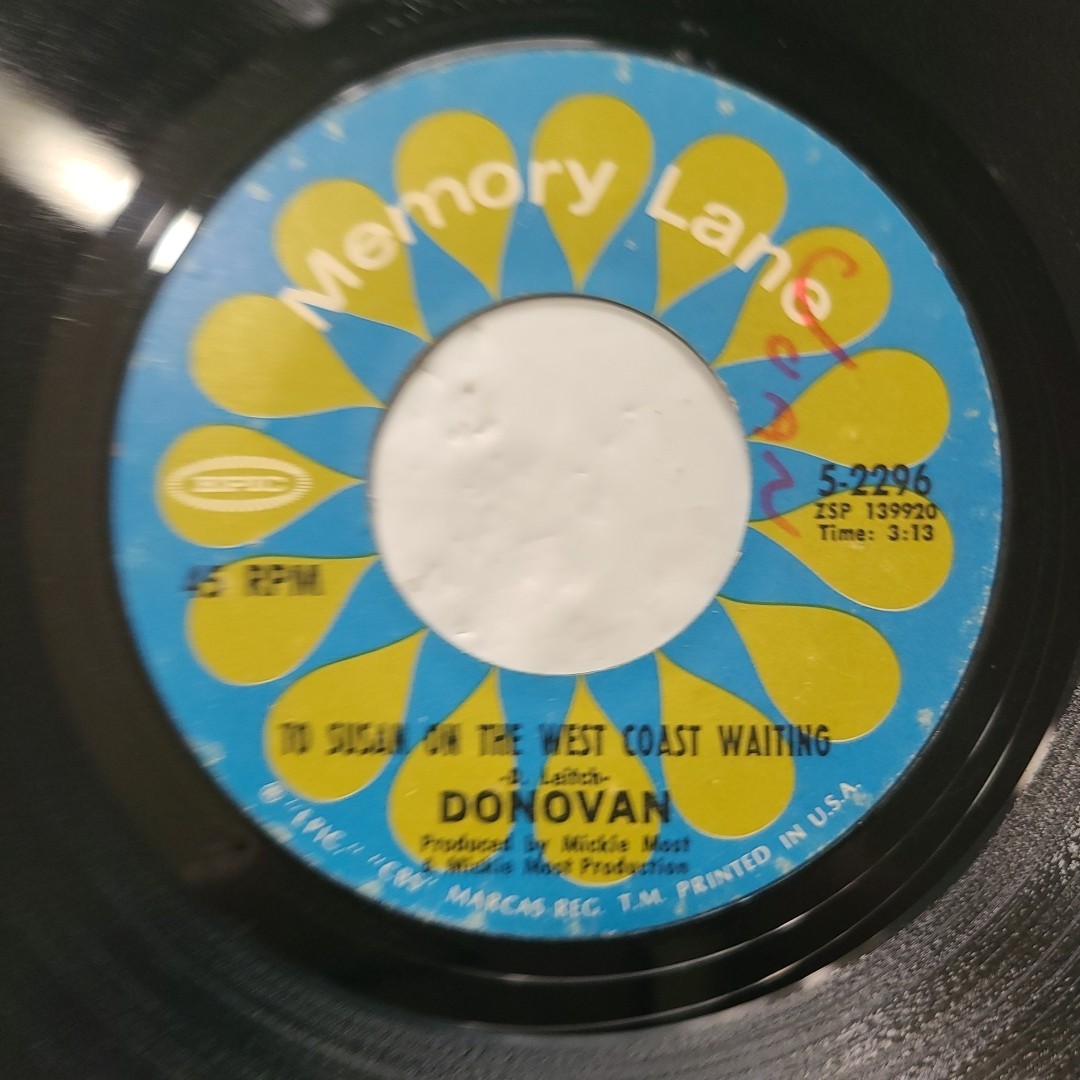 Memory Lane
EPIC
45 RPM
5-2296
ZSP 139920
Time: 3:13
TO SUSAN ON THE WEST COAST WAITING
-D. Leitch-
DONOVAN
Produced by Mickie Most
A Mickie Most Production
® "EPIC," "CBS" MARCAS REG. T.M. PRINTED IN U.S.A.